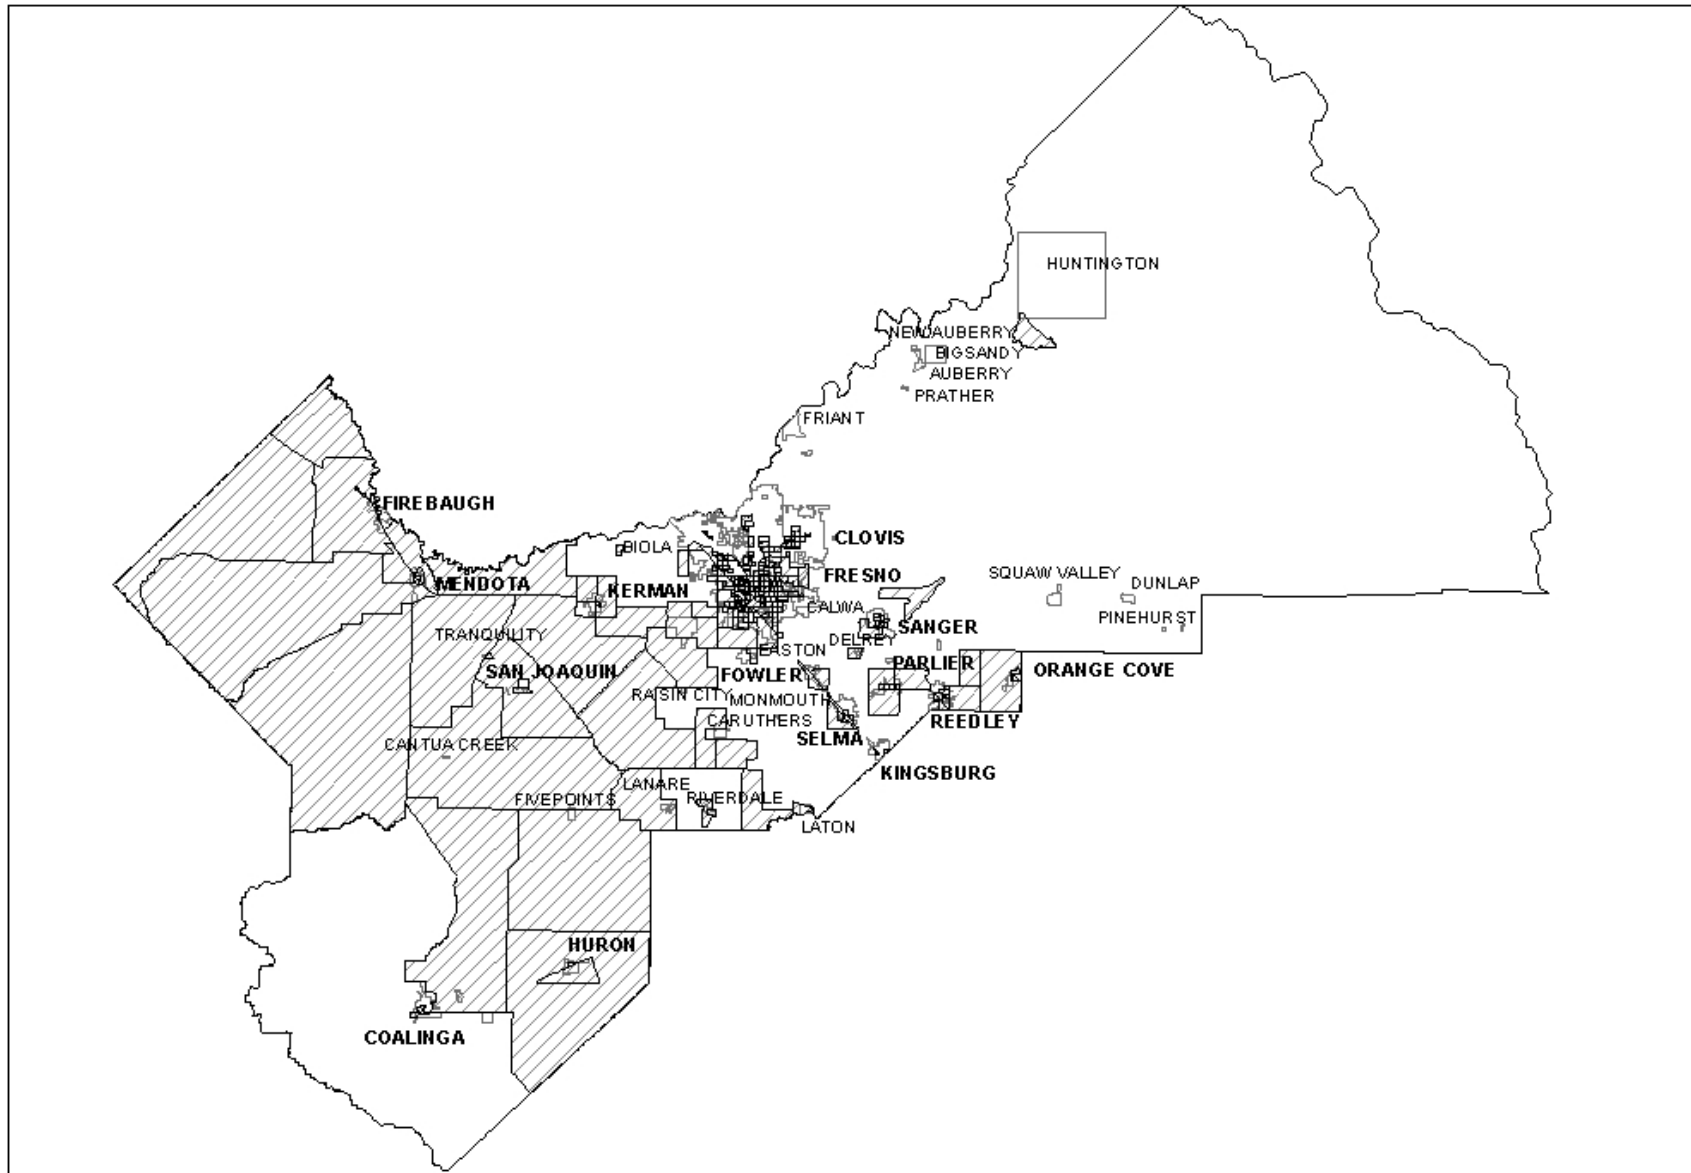 HUNTINGTON
NEW AUBERRY
BIGSANDY
AUBERRY
PRATHER
FRIANT
FIREBAUGH
CLOVIS
BIOLA
FRESNO
SQUAW VALLEY
DUNLAP
MENDOTA
KERMAN
CALWA
PINEHURST
SANGER
TRANQUILITY
DELREY
EASTON
PARLIER
SAN JOAQUIN
FOWLER
ORANGE COVE
RAISIN CITY
MONMOUTH
CARUTHERS
REEDLEY
SELMA
CANTUA CREEK
KINGSBURG
LANARE
FIVEPOINTS
RIVERDALE
LATON
HURON
COALINGA